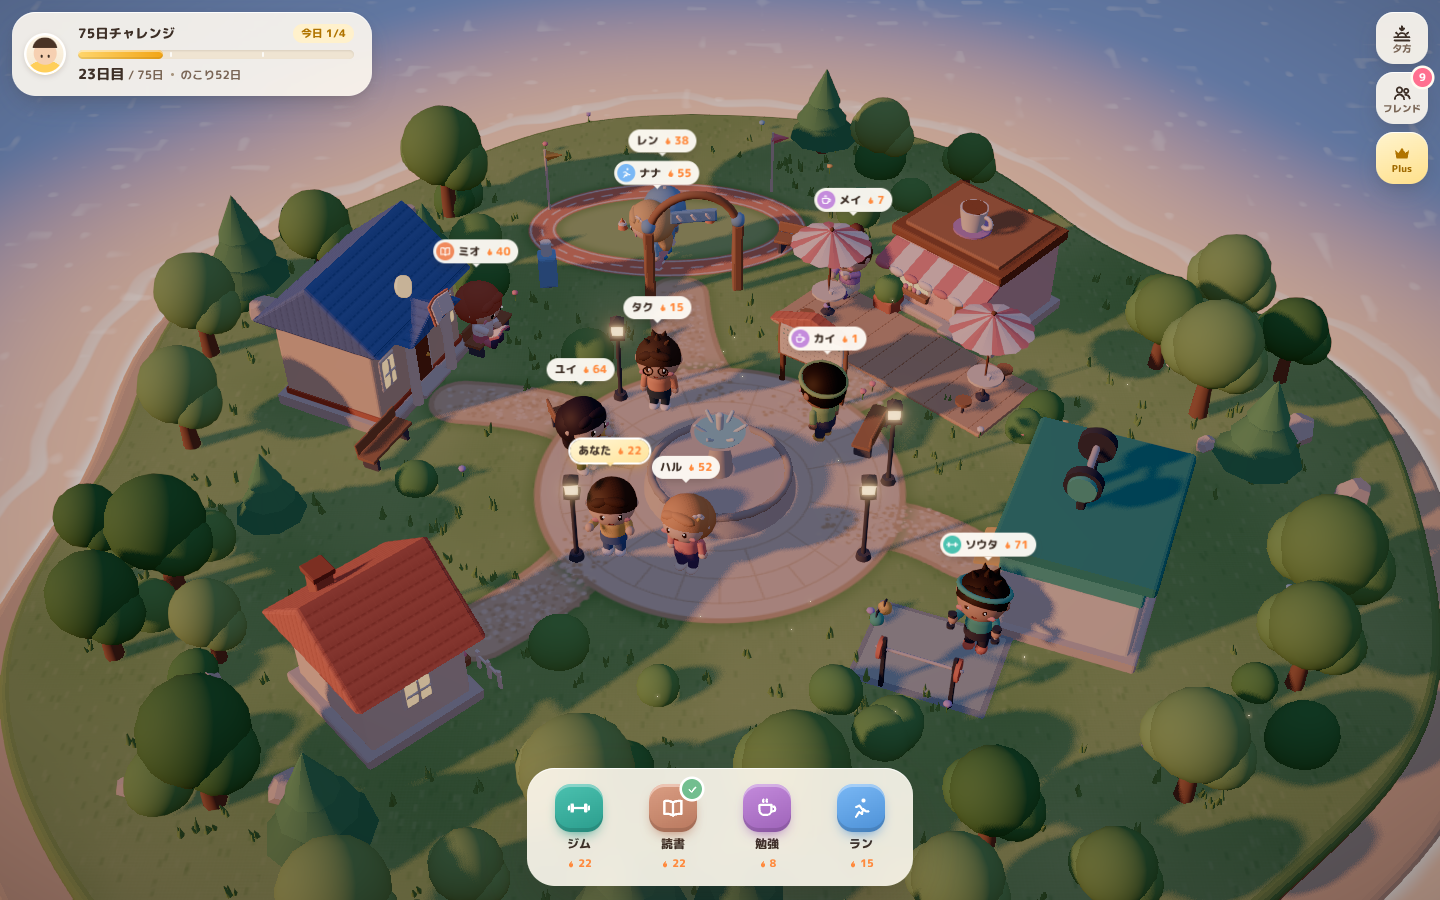 75日チャレンジ
今日 1/4
23日目 / 75日 ・ のこり52日
夕方
9
フレンド
Plus
レン 38
ナナ 55
メイ 7
ミオ 40
タク 15
カイ 1
ユイ 64
あなた 22
ハル 52
ソウタ 71
ジム
22
読書
22
勉強
8
ラン
15